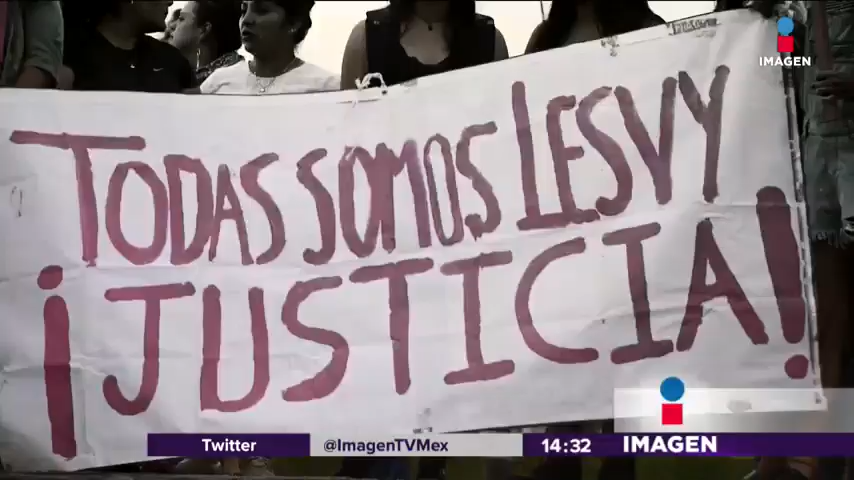 IMAGEN
TODAS SOMOS LESVY
¡JUSTICIA!
Twitter
@ImagenTVMex
14:32
IMAGEN